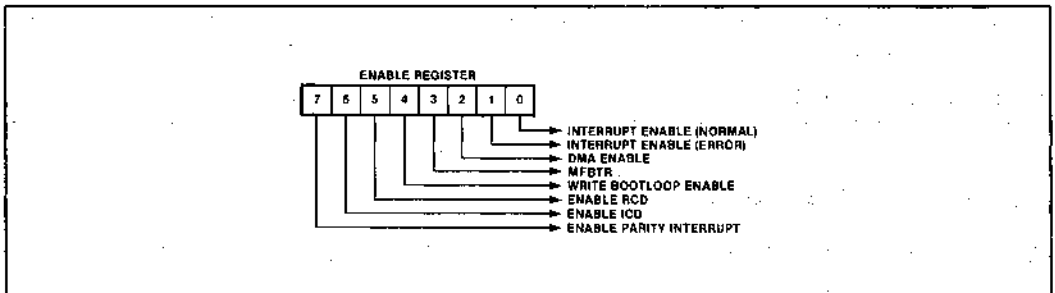 ENABLE REGISTER
7 6 5 4 3 2 1 0
INTERRUPT ENABLE (NORMAL)
INTERRUPT ENABLE (ERROR)
DMA ENABLE
MFBTR
WRITE BOOTLOOP ENABLE
ENABLE RCD
ENABLE ICD
ENABLE PARITY INTERRUPT